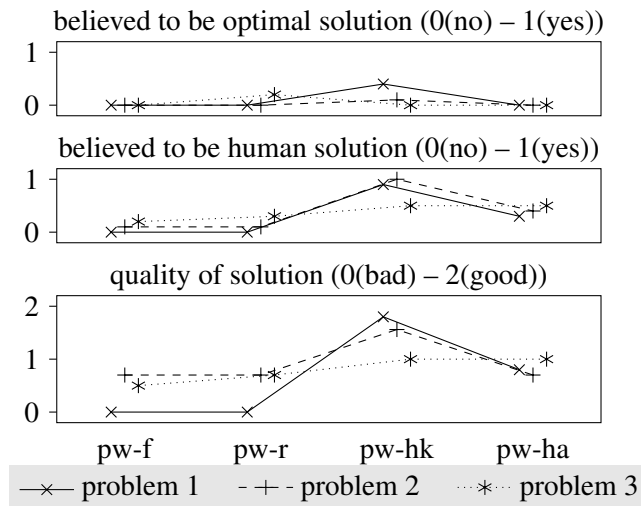 believed to be optimal solution (0(no) – 1(yes))
1
0
believed to be human solution (0(no) – 1(yes))
1
0
quality of solution (0(bad) – 2(good))
2
1
0
pw-f pw-r pw-hk pw-ha
problem 1 problem 2 problem 3